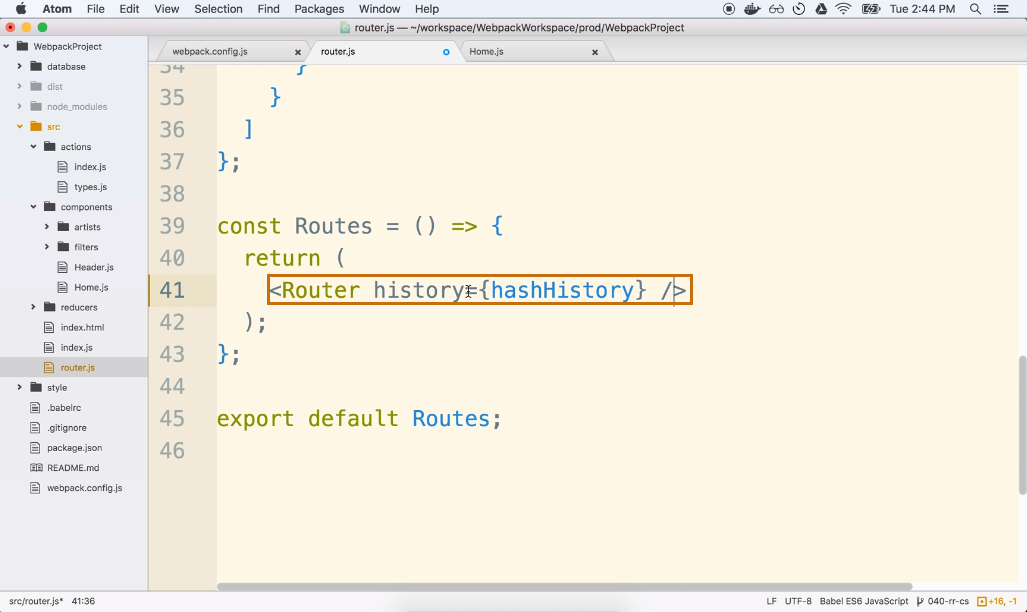 Atom File Edit View Selection Find Packages Window Help Tue 2:44 PM
router.js — ~/workspace/WebpackWorkspace/prod/WebpackProject
WebpackProject
database
dist
node_modules
src
actions
index.js
types.js
components
artists
filters
Header.js
Home.js
reducers
index.html
index.js
router.js
style
.babelrc
.gitignore
package.json
README.md
webpack.config.js
webpack.config.js router.js Home.js
34 }
35 }
36 ]
37 };
38
39 const Routes = () => {
40 return (
41 <Router history={hashHistory} />
42 );
43 };
44
45 export default Routes;
46
src/router.js* 41:36 LF UTF-8 Babel ES6 JavaScript 040-rr-cs +16, -1